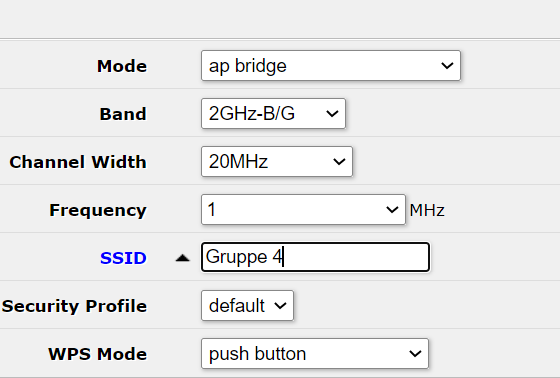 Mode ap bridge
Band 2GHz-B/G
Channel Width 20MHz
Frequency 1 MHz
SSID Gruppe 4
Security Profile default
WPS Mode push button